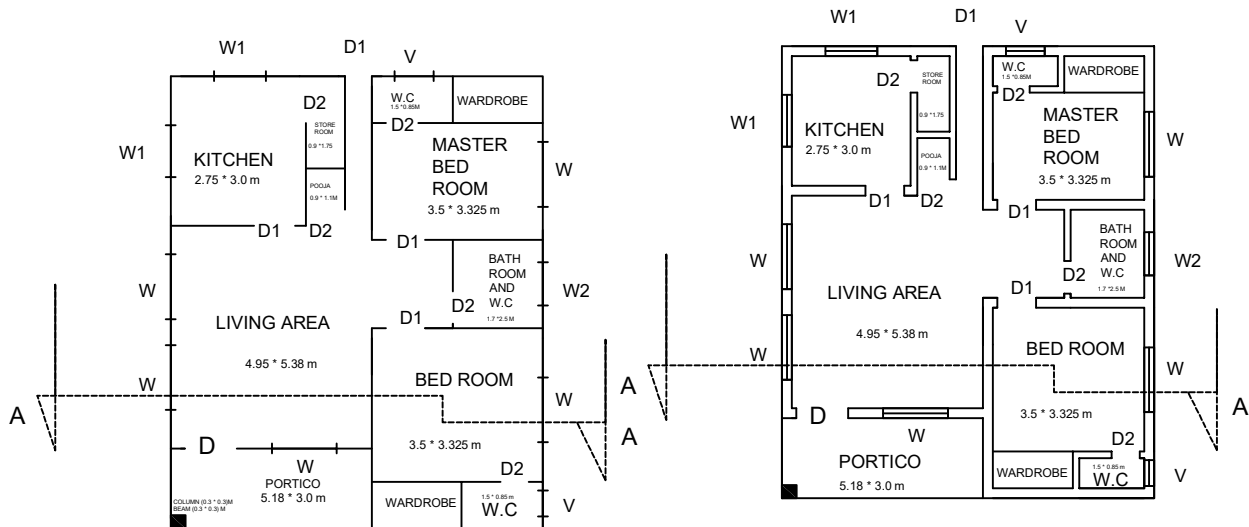 W1
D1
V
W.C
1.5 *0.85M
WARDROBE
D2
STORE
ROOM
0.9 *1.75
D2
W1
KITCHEN
2.75 * 3.0 m
MASTER
BED
ROOM
3.5 * 3.325 m
W
POOJA
0.9 * 1.1M
D1
D2
D1
BATH
ROOM
AND
W.C
1.7 *2.5 M
W
W2
D2
LIVING AREA
4.95 * 5.38 m
D1
W
BED ROOM
W
A
A
D
3.5 * 3.325 m
W
PORTICO
5.18 * 3.0 m
D2
COLUMN (0.3 * 0.3)M
BEAM (0.3 * 0.3) M
WARDROBE
1.5 * 0.85 m
W.C
V
W1
D1
V
W.C
1.5 *0.85M
WARDROBE
D2
STORE
ROOM
D2
0.9 *1.75
W1
KITCHEN
2.75 * 3.0 m
MASTER
BED
ROOM
3.5 * 3.325 m
W
POOJA
0.9 * 1.1M
D1
D2
D1
BATH
ROOM
AND
W.C
1.7 *2.5 M
W
W2
D2
LIVING AREA
4.95 * 5.38 m
D1
W
BED ROOM
W
A
A
D
3.5 * 3.325 m
W
PORTICO
5.18 * 3.0 m
D2
WARDROBE
1.5 * 0.85 m
W.C
V